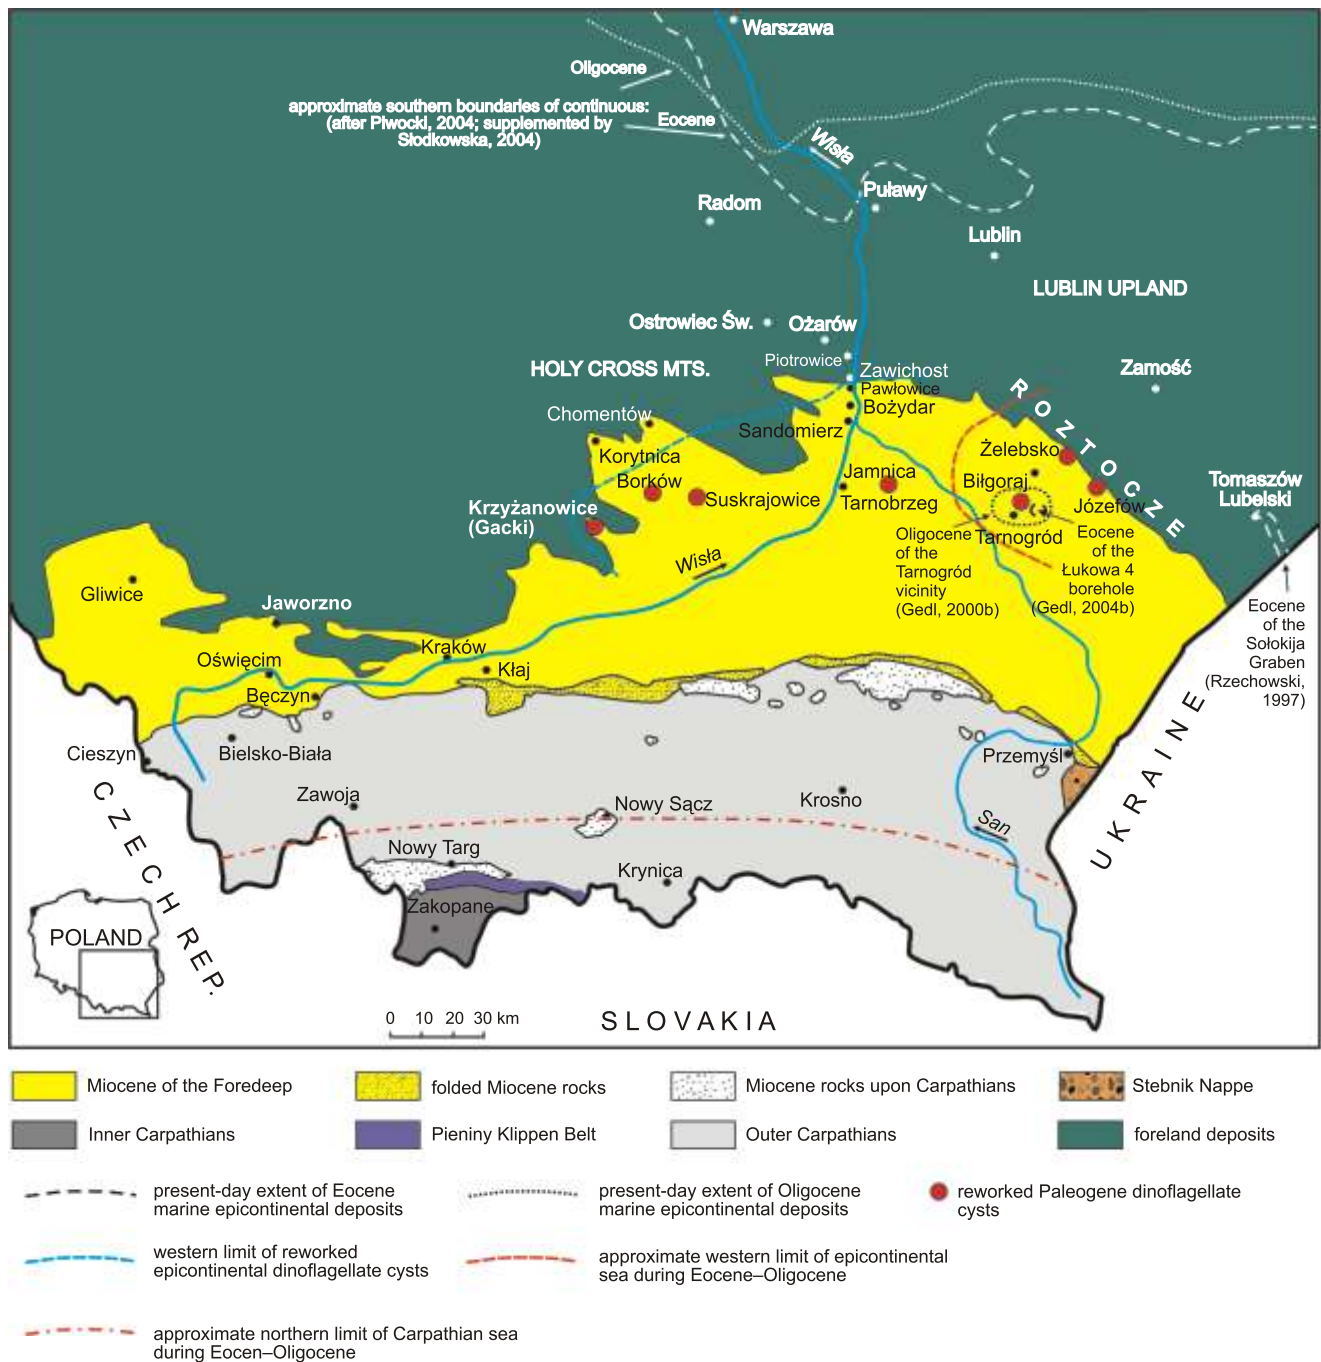 Warszawa
Oligocene
approximate southern boundaries of continuous:
(after Piwocki, 2004; supplemented by
Słodkowska, 2004)
Eocene
Wisła
Puławy
Radom
Lublin
LUBLIN UPLAND
Ostrowiec Św.
Ożarów
Piotrowice
HOLY CROSS MTS.
Zawichost
Zamość
Pawłowice
Bożydar
ROZTOCZE
Chomentów
Sandomierz
Korytnica
Żelebsko
Borków
Jamnica
Biłgoraj
Tomaszów
Lubelski
Suskrajowice
Tarnobrzeg
Józefów
Krzyżanowice
(Gacki)
Tarnogród
Oligocene
of the
Tarnogród
vicinity
(Gedl, 2000b)
Eocene
of the
Łukowa 4
borehole
(Gedl, 2004b)
Wisła
Gliwice
Jaworzno
Eocene
of the
Sołokija
Graben
(Rzechowski,
1997)
Kraków
Oświęcim
Kłaj
Bęczyn
Cieszyn
Bielsko-Biała
Przemyśl
UKRAINE
CZECH REP.
Zawoja
Nowy Sącz
Krosno
San
Nowy Targ
Krynica
Zakopane
POLAND
0 10 20 30 km
SLOVAKIA
Miocene of the Foredeep
folded Miocene rocks
Miocene rocks upon Carpathians
Stebnik Nappe
Inner Carpathians
Pieniny Klippen Belt
Outer Carpathians
foreland deposits
present-day extent of Eocene
marine epicontinental deposits
present-day extent of Oligocene
marine epicontinental deposits
reworked Paleogene dinoflagellate
cysts
western limit of reworked
epicontinental dinoflagellate cysts
approximate western limit of epicontinental
sea during Eocene–Oligocene
approximate northern limit of Carpathian sea
during Eocen–Oligocene